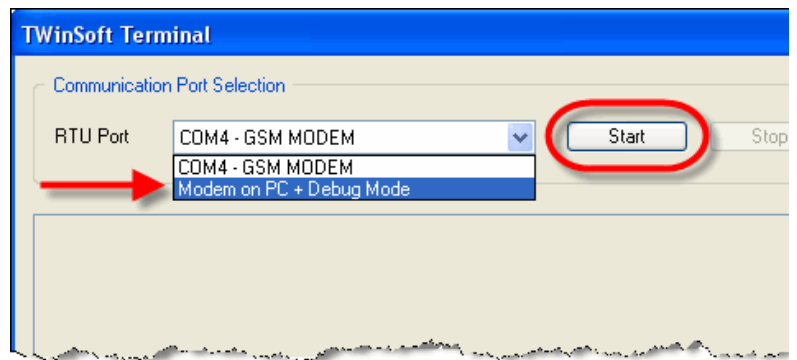 TWinSoft Terminal
Communication Port Selection
RTU Port COM4 - GSM MODEM Start Stop
COM4 - GSM MODEM
Modem on PC + Debug Mode